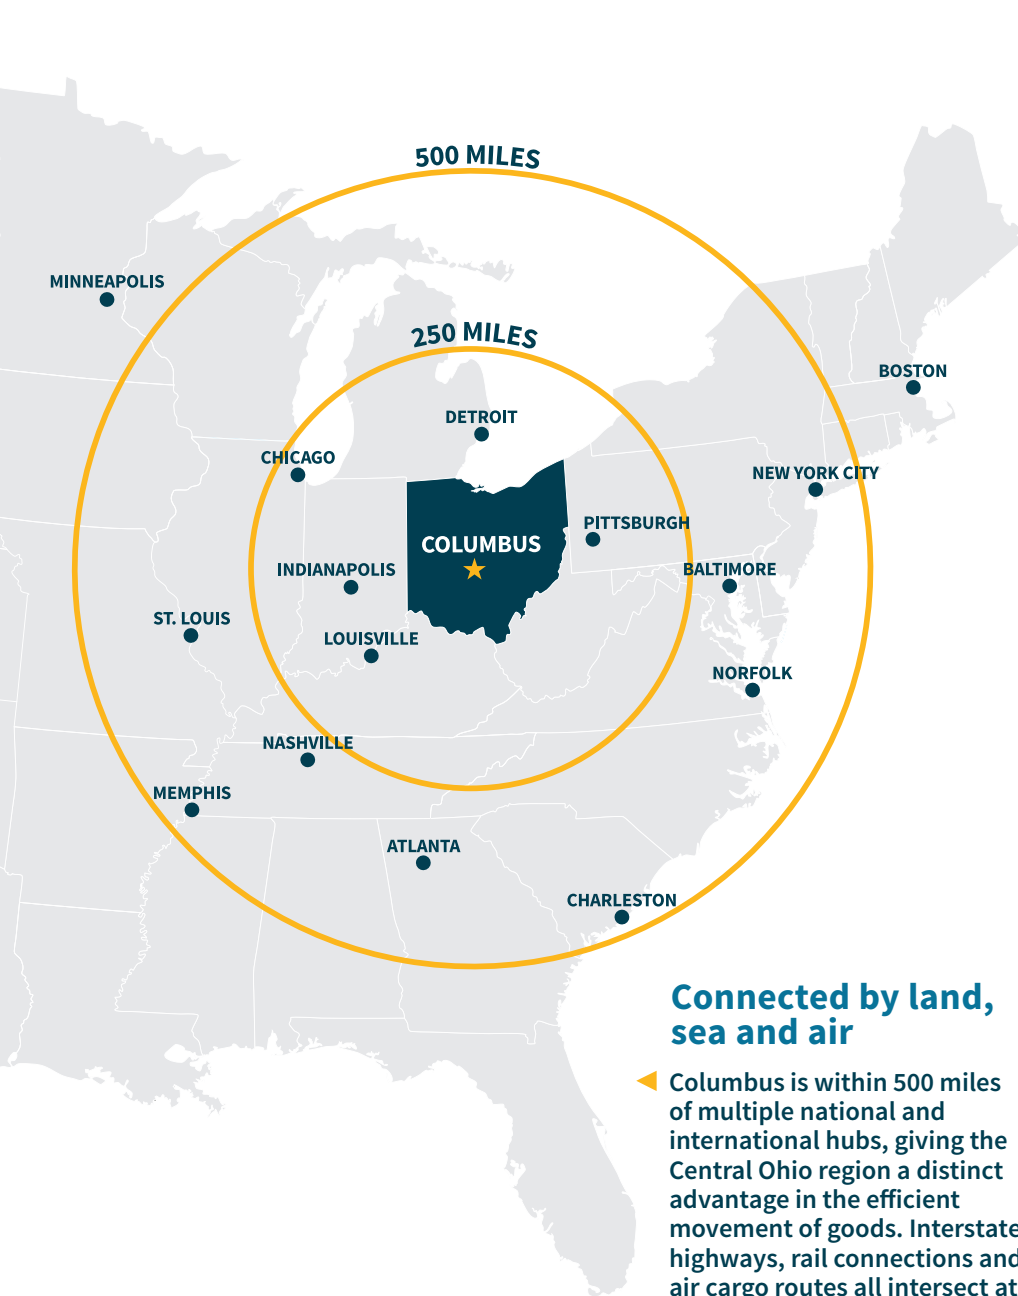 500 MILES
MINNEAPOLIS
250 MILES
BOSTON
DETROIT
CHICAGO
NEW YORK CITY
PITTSBURGH
COLUMBUS
INDIANAPOLIS
BALTIMORE
ST. LOUIS
LOUISVILLE
NORFOLK
NASHVILLE
MEMPHIS
ATLANTA
CHARLESTON
Connected by land,
sea and air
Columbus is within 500 miles
of multiple national and
international hubs, giving the
Central Ohio region a distinct
advantage in the efficient
movement of goods. Interstate
highways, rail connections and
air cargo routes all intersect at